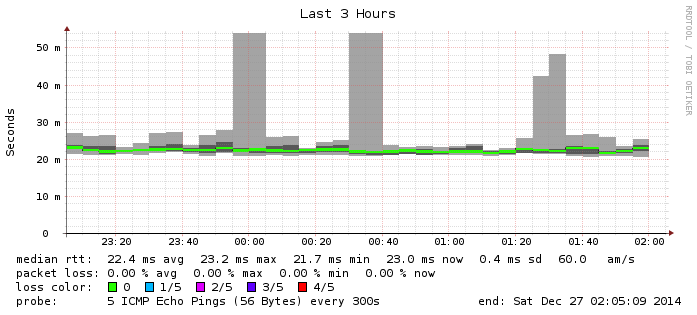 Last 3 Hours
RRDTOOL / TOBI OETIKER
Seconds
50 m
40 m
30 m
20 m
10 m
0
23:20 23:40 00:00 00:20 00:40 01:00 01:20 01:40 02:00
median rtt: 22.4 ms avg 23.2 ms max 21.7 ms min 23.0 ms now 0.4 ms sd 60.0 am/s
packet loss: 0.00 % avg 0.00 % max 0.00 % min 0.00 % now
loss color: 0 1/5 2/5 3/5 4/5
probe: 5 ICMP Echo Pings (56 Bytes) every 300s end: Sat Dec 27 02:05:09 2014